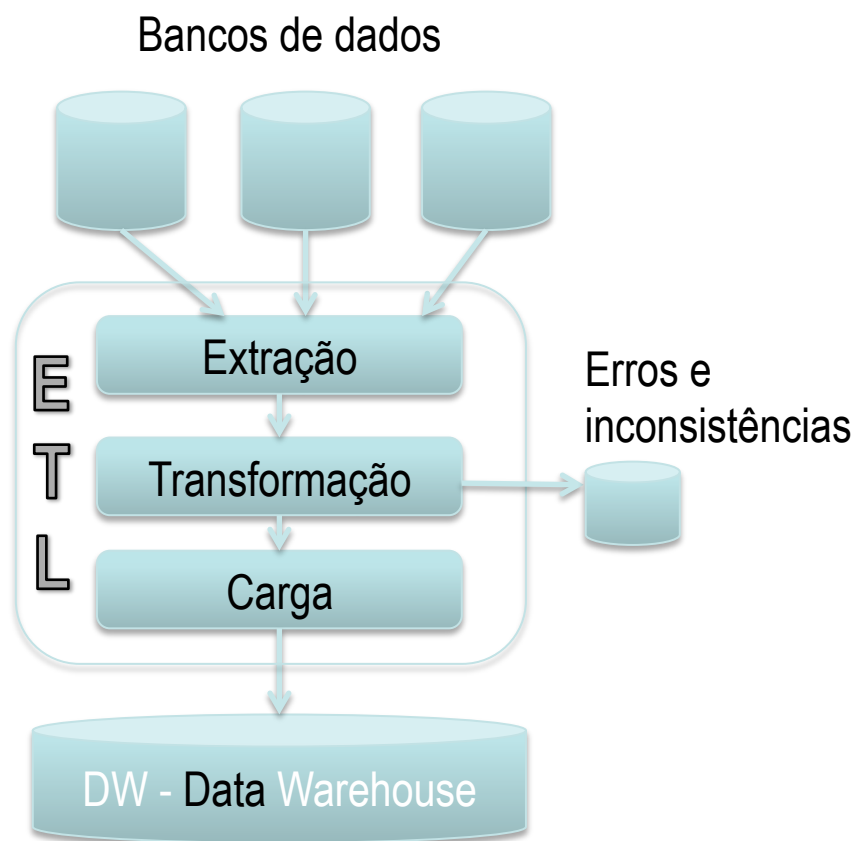 Bancos de dados
E
T
L
Extração
Transformação
Carga
Erros e
inconsistências
DW - Data Warehouse